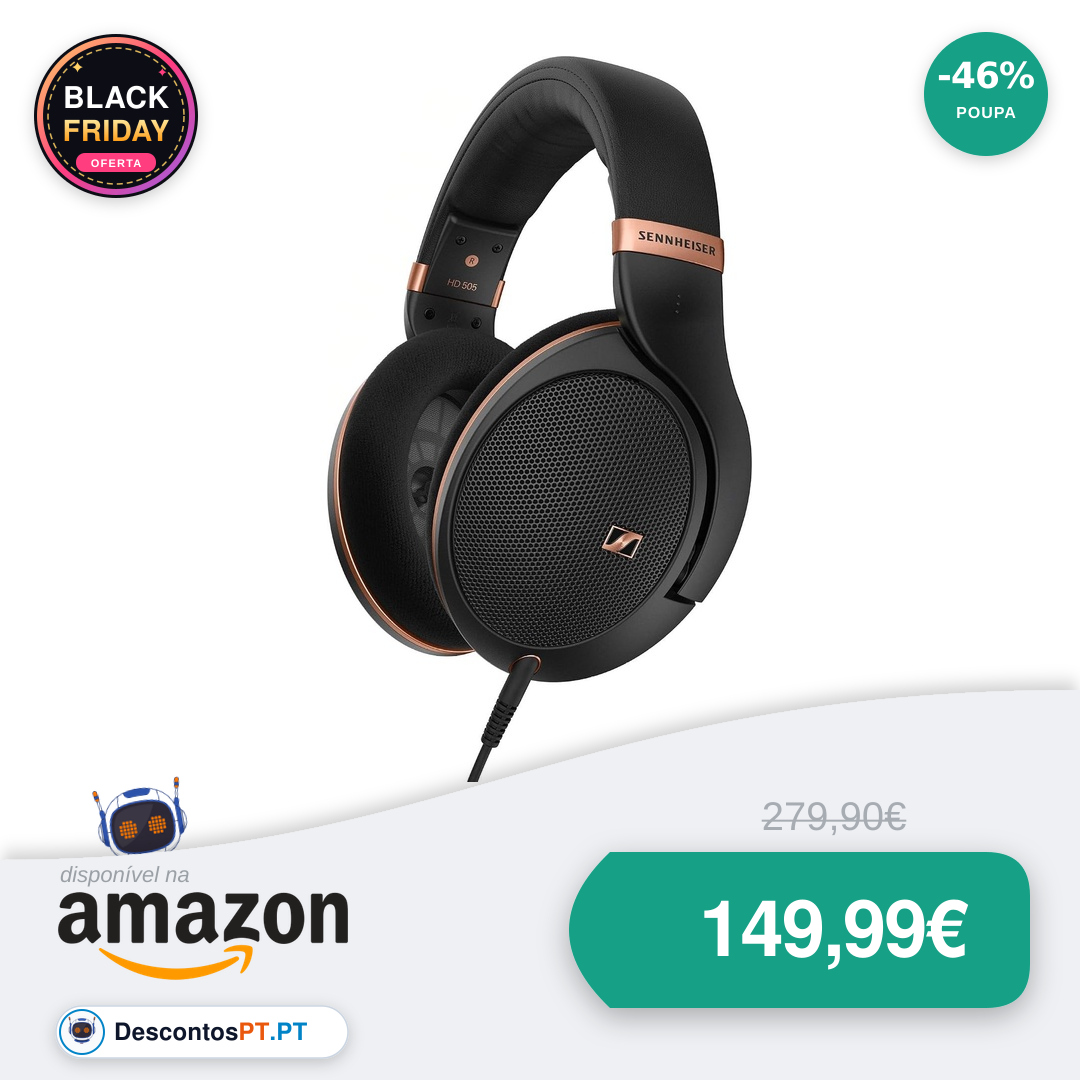 BLACK
FRIDAY
OFERTA
-46%
POUPA
SENNHEISER
R
HD 505
279,90€
disponível na
amazon
149,99€
DescontosPT.PT